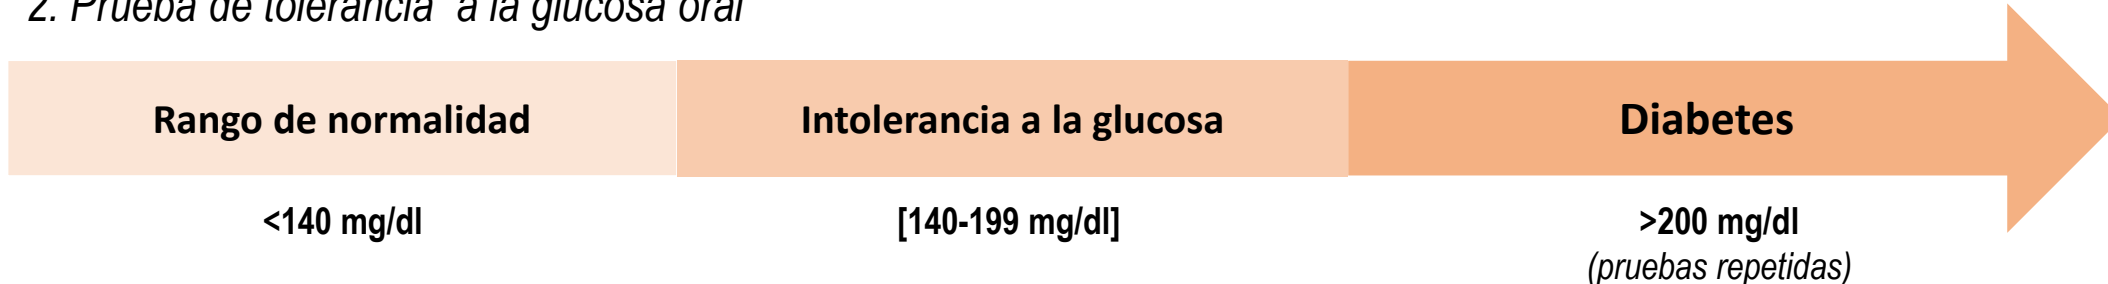 2. Prueba de tolerancia a la glucosa oral
Rango de normalidad
Intolerancia a la glucosa
Diabetes
<140 mg/dl
[140-199 mg/dl]
>200 mg/dl
(pruebas repetidas)